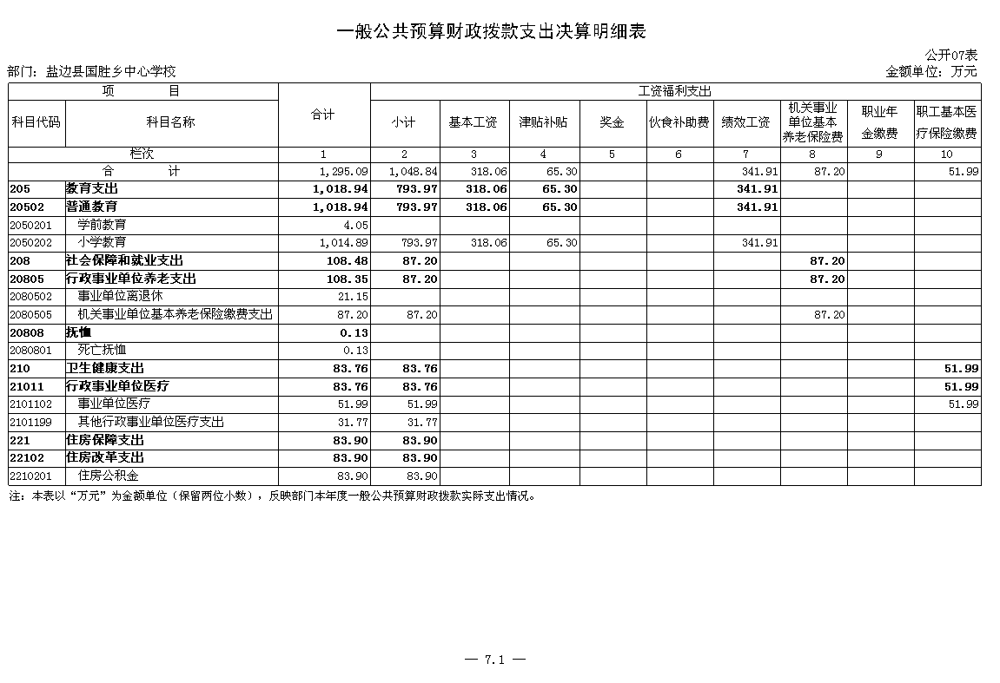 一般公共预算财政拨款支出决算明细表
公开07表
部门：盐边县国胜乡中心学校 金额单位：万元
项 目 合计 工资福利支出
科目代码 科目名称 小计 基本工资 津贴补贴 奖金 伙食补助费 绩效工资 机关事业单位基本养老保险费 职业年金缴费 职工基本医疗保险缴费
栏次 1 2 3 4 5 6 7 8 9 10
合 计 1,295.09 1,048.84 318.06 65.30 341.91 87.20 51.99
205 教育支出 1,018.94 793.97 318.06 65.30 341.91
20502 普通教育 1,018.94 793.97 318.06 65.30 341.91
2050201 学前教育 4.05
2050202 小学教育 1,014.89 793.97 318.06 65.30 341.91
208 社会保障和就业支出 108.48 87.20 87.20
20805 行政事业单位养老支出 108.35 87.20 87.20
2080502 事业单位离退休 21.15
2080505 机关事业单位基本养老保险缴费支出 87.20 87.20 87.20
20808 抚恤 0.13
2080801 死亡抚恤 0.13
210 卫生健康支出 83.76 83.76 51.99
21011 行政事业单位医疗 83.76 83.76 51.99
2101102 事业单位医疗 51.99 51.99 51.99
2101199 其他行政事业单位医疗支出 31.77 31.77
221 住房保障支出 83.90 83.90
22102 住房改革支出 83.90 83.90
2210201 住房公积金 83.90 83.90
注：本表以“万元”为金额单位（保留两位小数），反映部门本年度一般公共预算财政拨款实际支出情况。
— 7.1 —